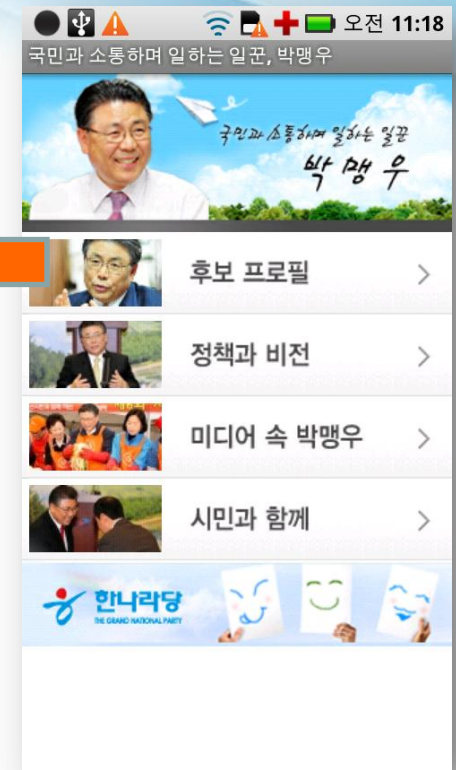 오전 11:18
국민과 소통하며 일하는 일꾼, 박맹우
국민과 소통하며 일하는 일꾼
박맹우
후보 프로필
정책과 비전
미디어 속 박맹우
시민과 함께
한나라당
THE GRAND NATIONAL PARTY